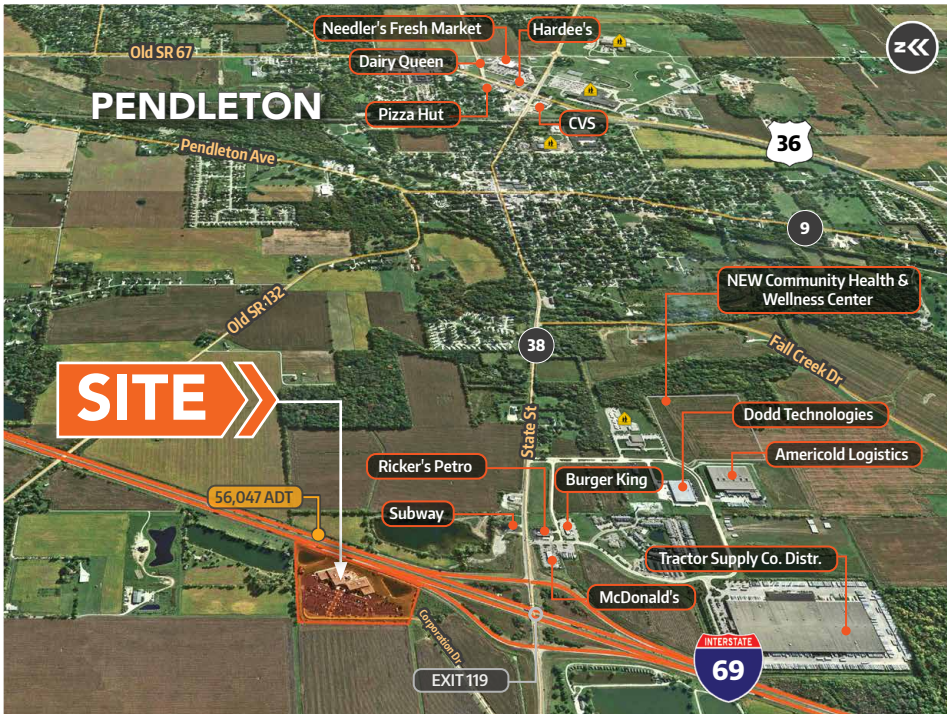 Needler's Fresh Market
Hardee's
Old SR 67
Dairy Queen
Z
PENDLETON
Pizza Hut
CVS
36
Pendleton Ave
9
NEW Community Health &
Wellness Center
Old SR 132
38
Fall Creek Dr
SITE
State St
Dodd Technologies
Ricker's Petro
Americold Logistics
Burger King
56,047 ADT
Subway
Tractor Supply Co. Distr.
McDonald's
Corporation Dr
INTERSTATE
69
EXIT 119